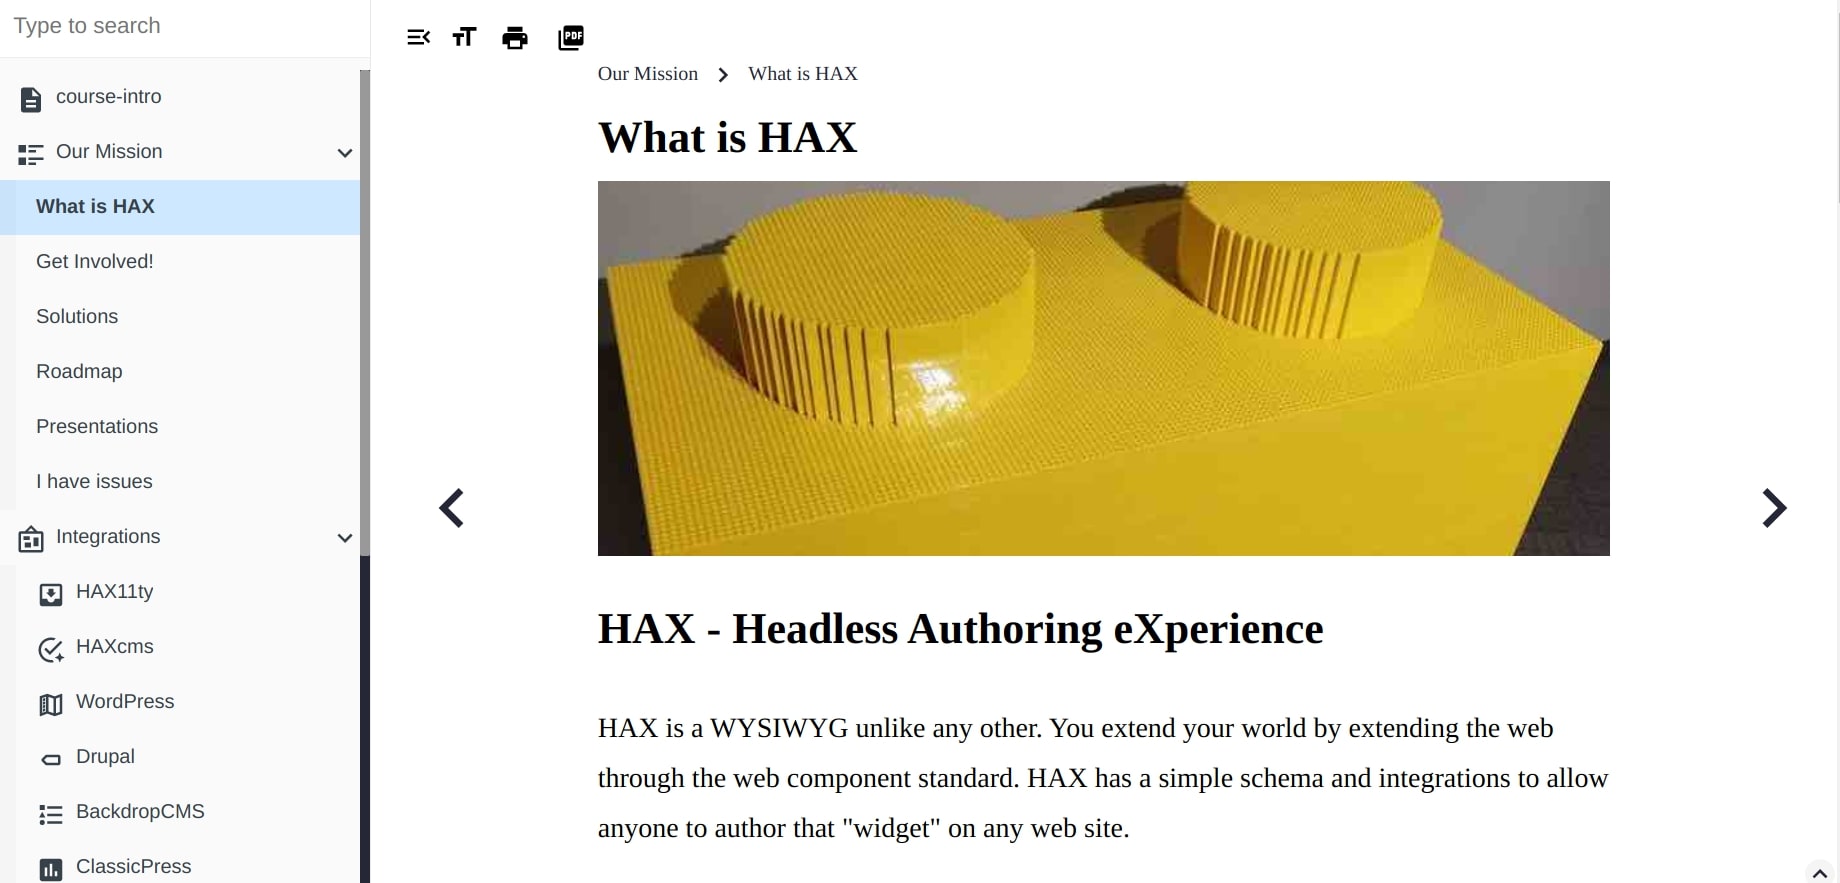 Type to search
course-intro
Our Mission
What is HAX
Get Involved!
Solutions
Roadmap
Presentations
I have issues
Integrations
HAX11ty
HAXcms
WordPress
Drupal
BackdropCMS
ClassicPress
PDF
Our Mission What is HAX
What is HAX
HAX - Headless Authoring eXperience
HAX is a WYSIWYG unlike any other. You extend your world by extending the web
through the web component standard. HAX has a simple schema and integrations to allow
anyone to author that "widget" on any web site.